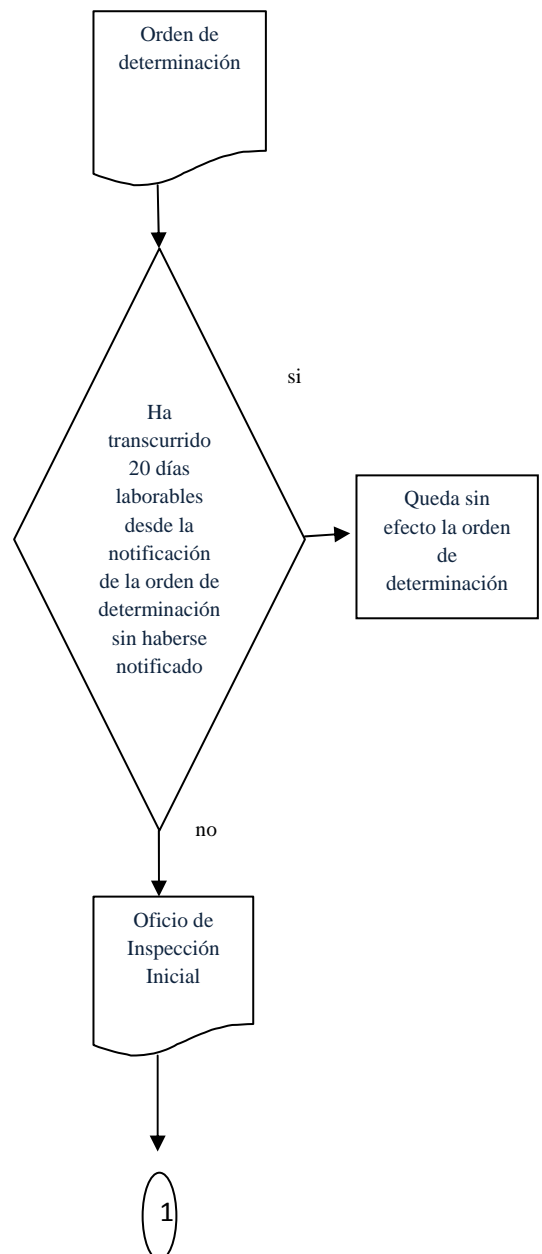 Orden de
determinación
si
Ha
transcurrido
20 días
laborables
desde la
notificación
de la orden de
determinación
sin haberse
notificado
Queda sin
efecto la orden
de
determinación
no
Oficio de
Inspección
Inicial
1